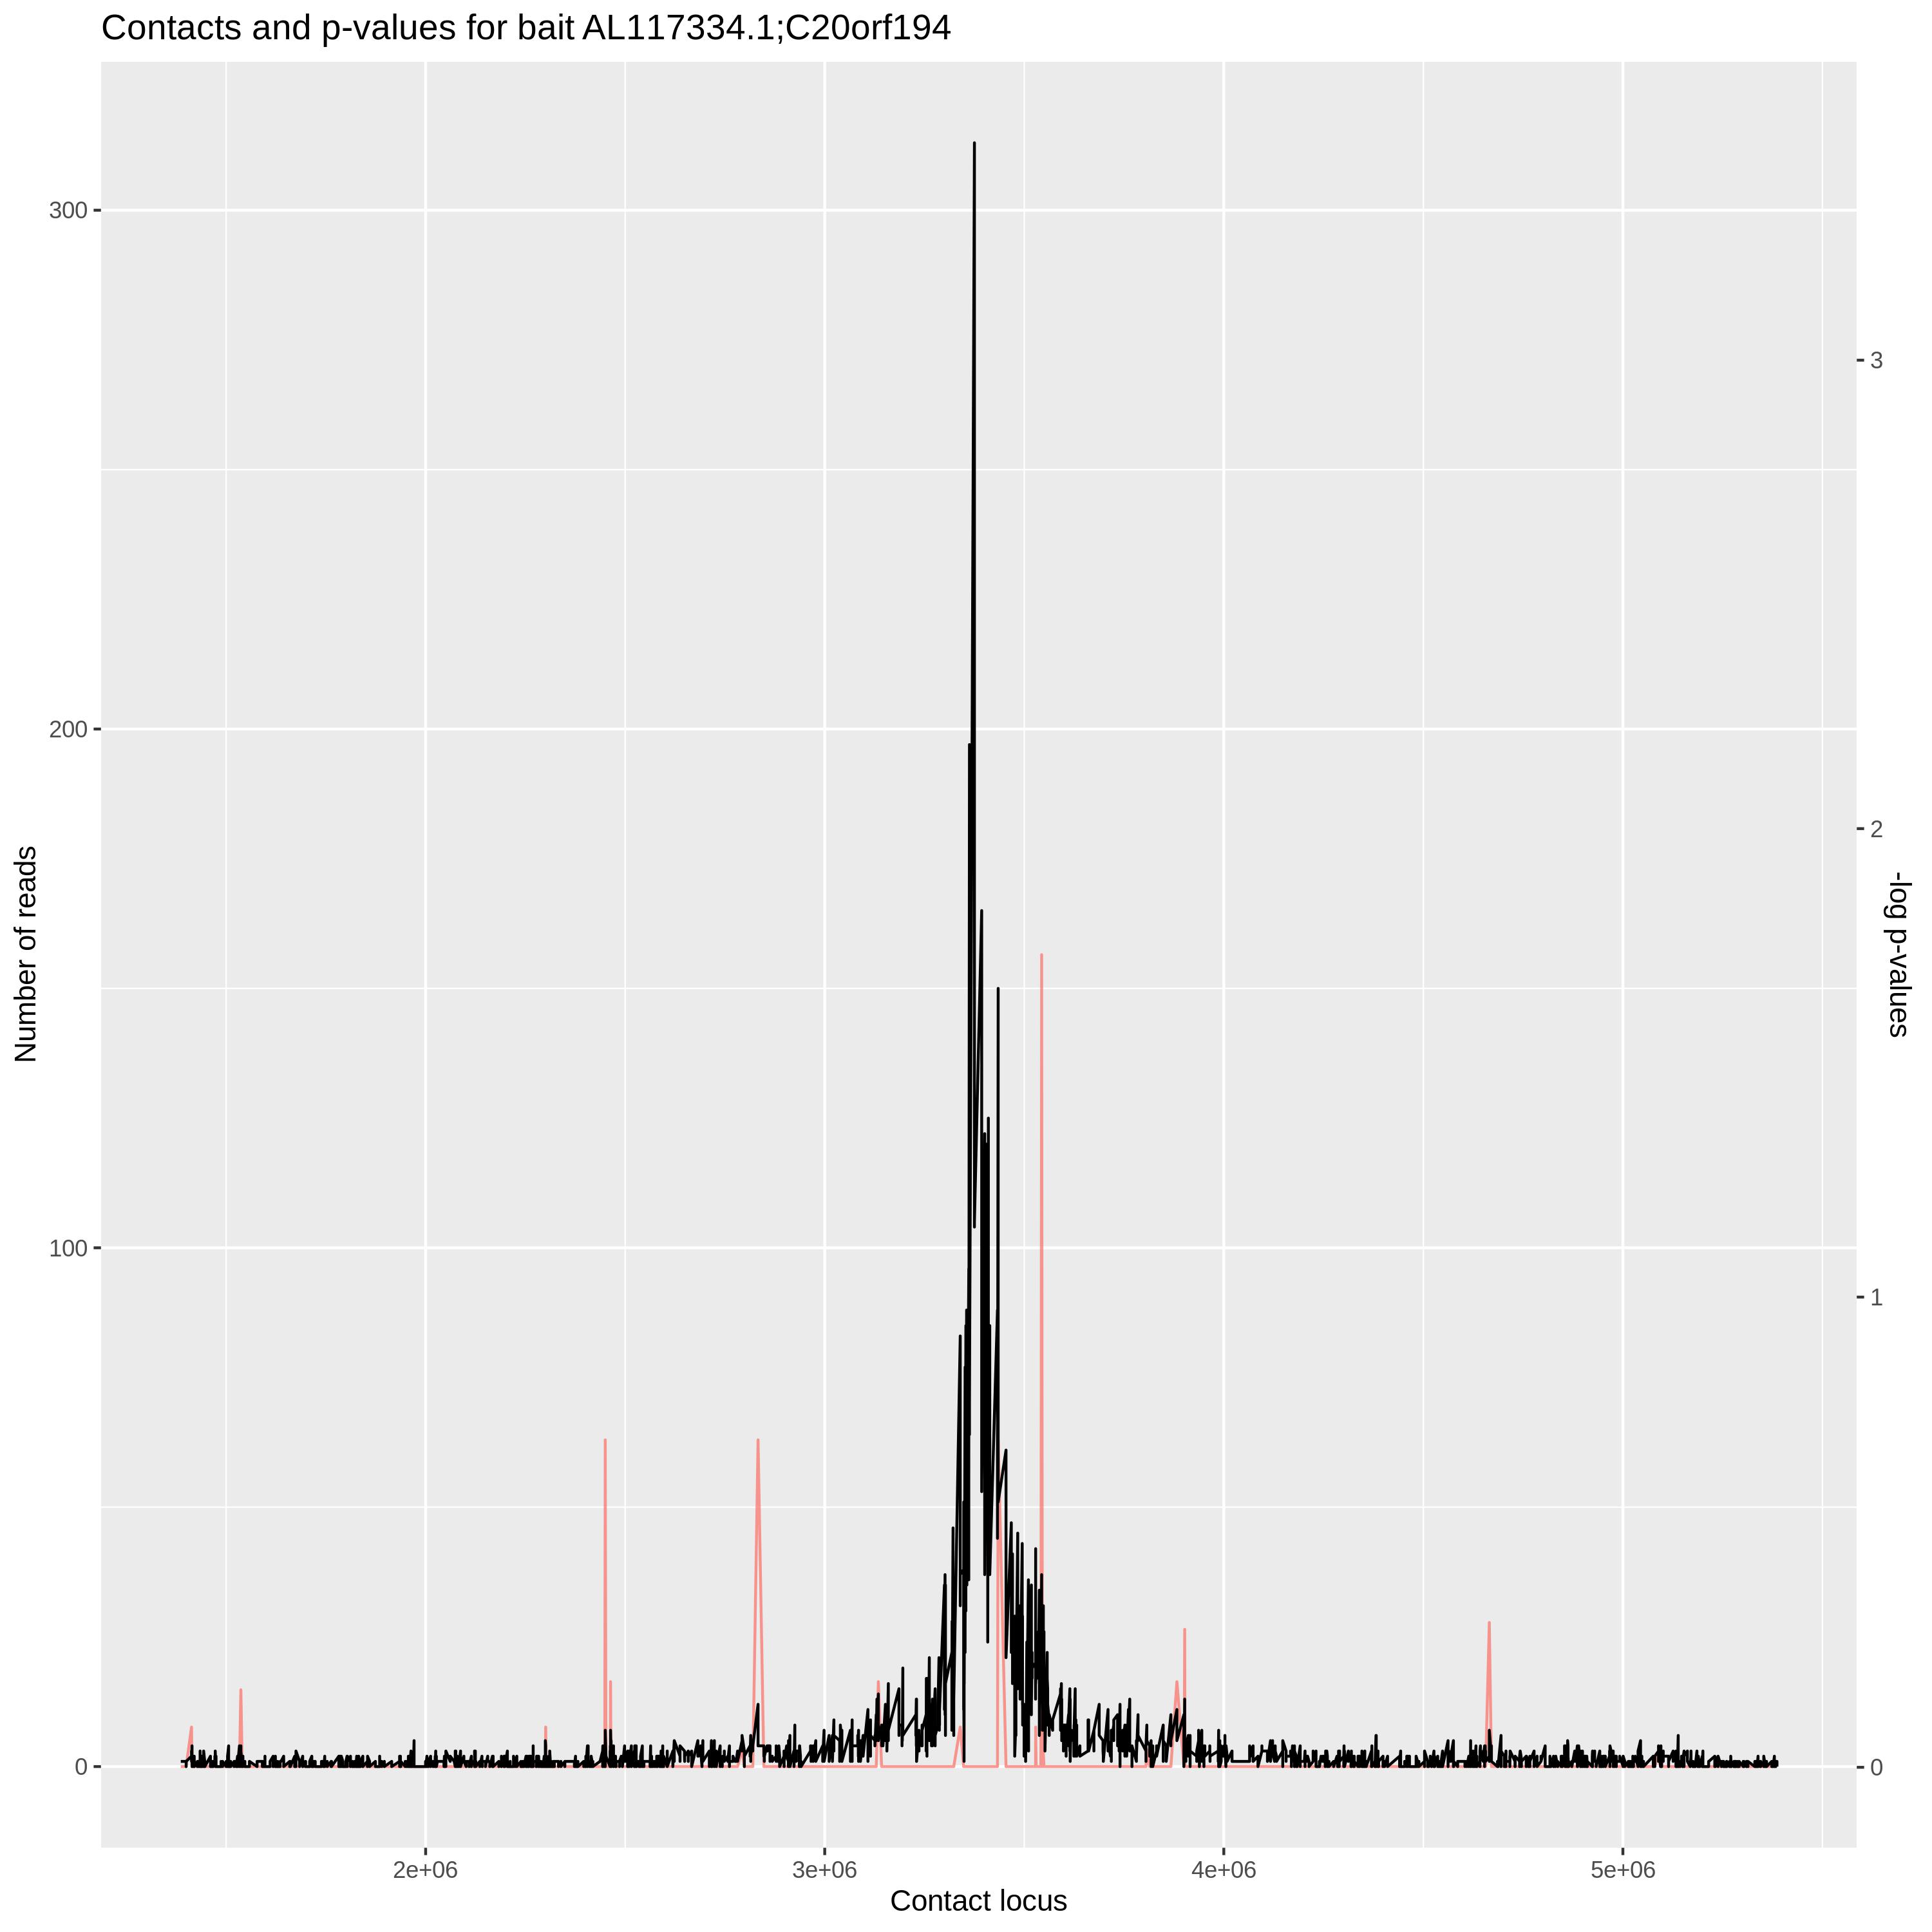 Contacts and p-values for bait AL117334.1;C20orf194
Number of reads
300
200
100
0
3
2
1
0
-log p-values
2e+06
3e+06
4e+06
5e+06
Contact locus